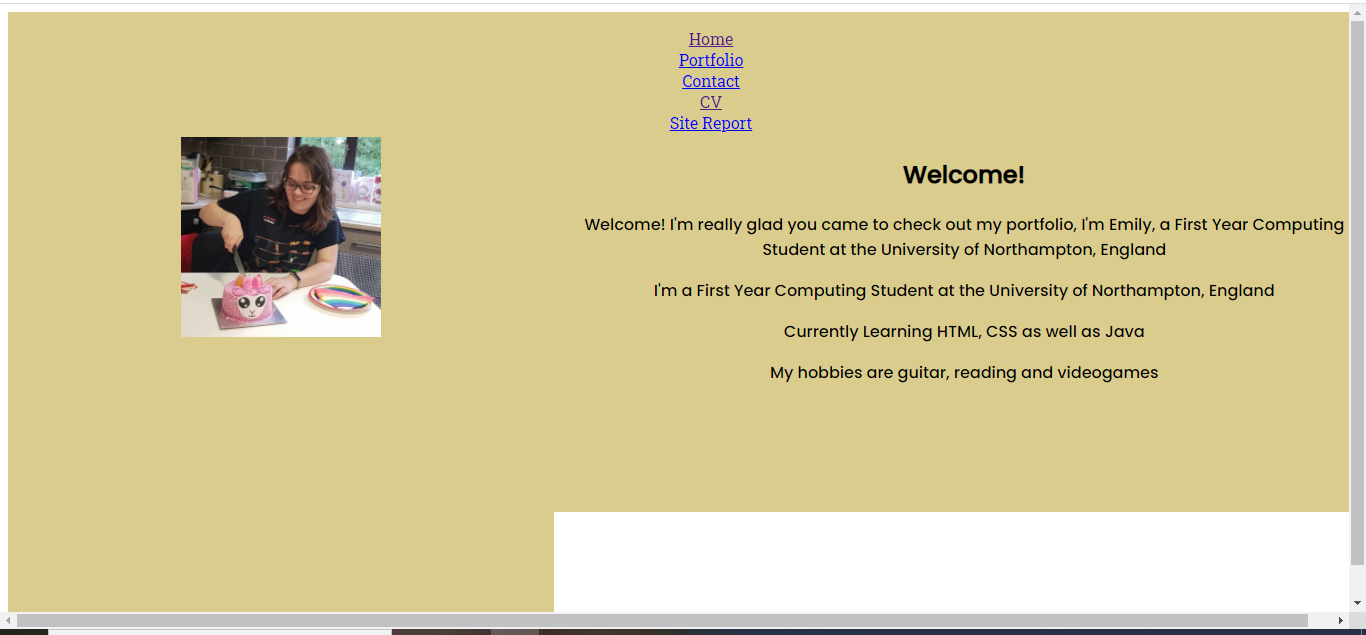 Home
Portfolio
Contact
CV
Site Report
Welcome!
Welcome! I'm really glad you came to check out my portfolio, I'm Emily, a First Year Computing
Student at the University of Northampton, England
I'm a First Year Computing Student at the University of Northampton, England
Currently Learning HTML, CSS as well as Java
My hobbies are guitar, reading and videogames